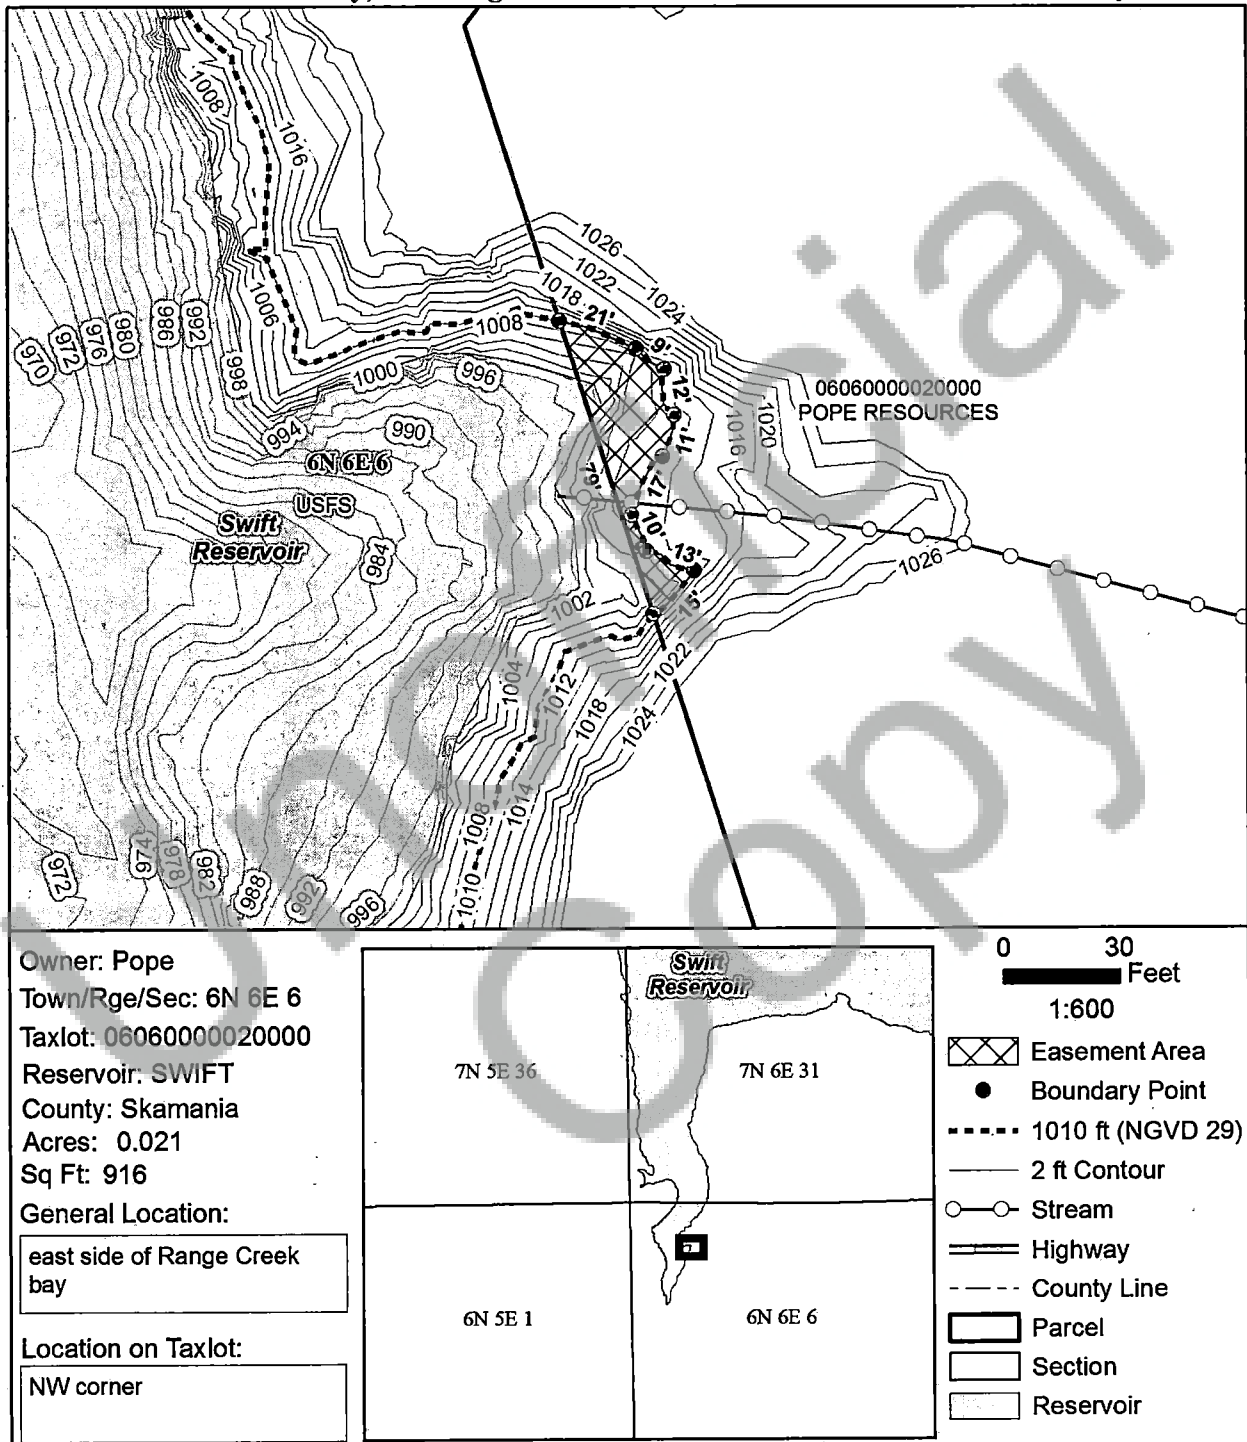 1008
1016
1026
1022
1024
1018
21'
9'
12'
11'
17'
79'
10'
13'
15'
1006
1008
998
1000
996
994
990
970
972
976
980
986
992
06060000020000
POPE RESOURCES
1016
1020
6N 6E 6
USFS
Swift
Reservoir
984
1002
1026
1004
1012
1018
1022
1024
1008
1014
1010
972
974
978
982
988
992
996
Unofficial
Copy
Owner: Pope
Town/Rge/Sec: 6N 6E 6
Taxlot: 06060000020000
Reservoir: SWIFT
County: Skamania
Acres: 0.021
Sq Ft: 916
General Location:
east side of Range Creek
bay
Location on Taxlot:
NW corner
Swift
Reservoir
7N 5E 36
7N 6E 31
6N 5E 1
6N 6E 6
0 30
Feet
1:600
Easement Area
Boundary Point
1010 ft (NGVD 29)
2 ft Contour
Stream
Highway
County Line
Parcel
Section
Reservoir